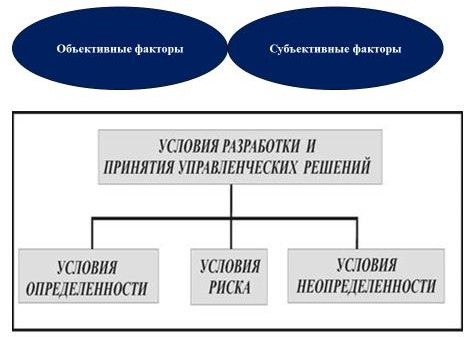 Объективные факторы
Субъективные факторы
УСЛОВИЯ РАЗРАБОТКИ И
ПРИНЯТИЯ УПРАВЛЕНЧЕСКИХ РЕШЕНИЙ
УСЛОВИЯ
ОПРЕДЕЛЕННОСТИ
УСЛОВИЯ
РИСКА
УСЛОВИЯ
НЕОПРЕДЕЛЕННОСТИ